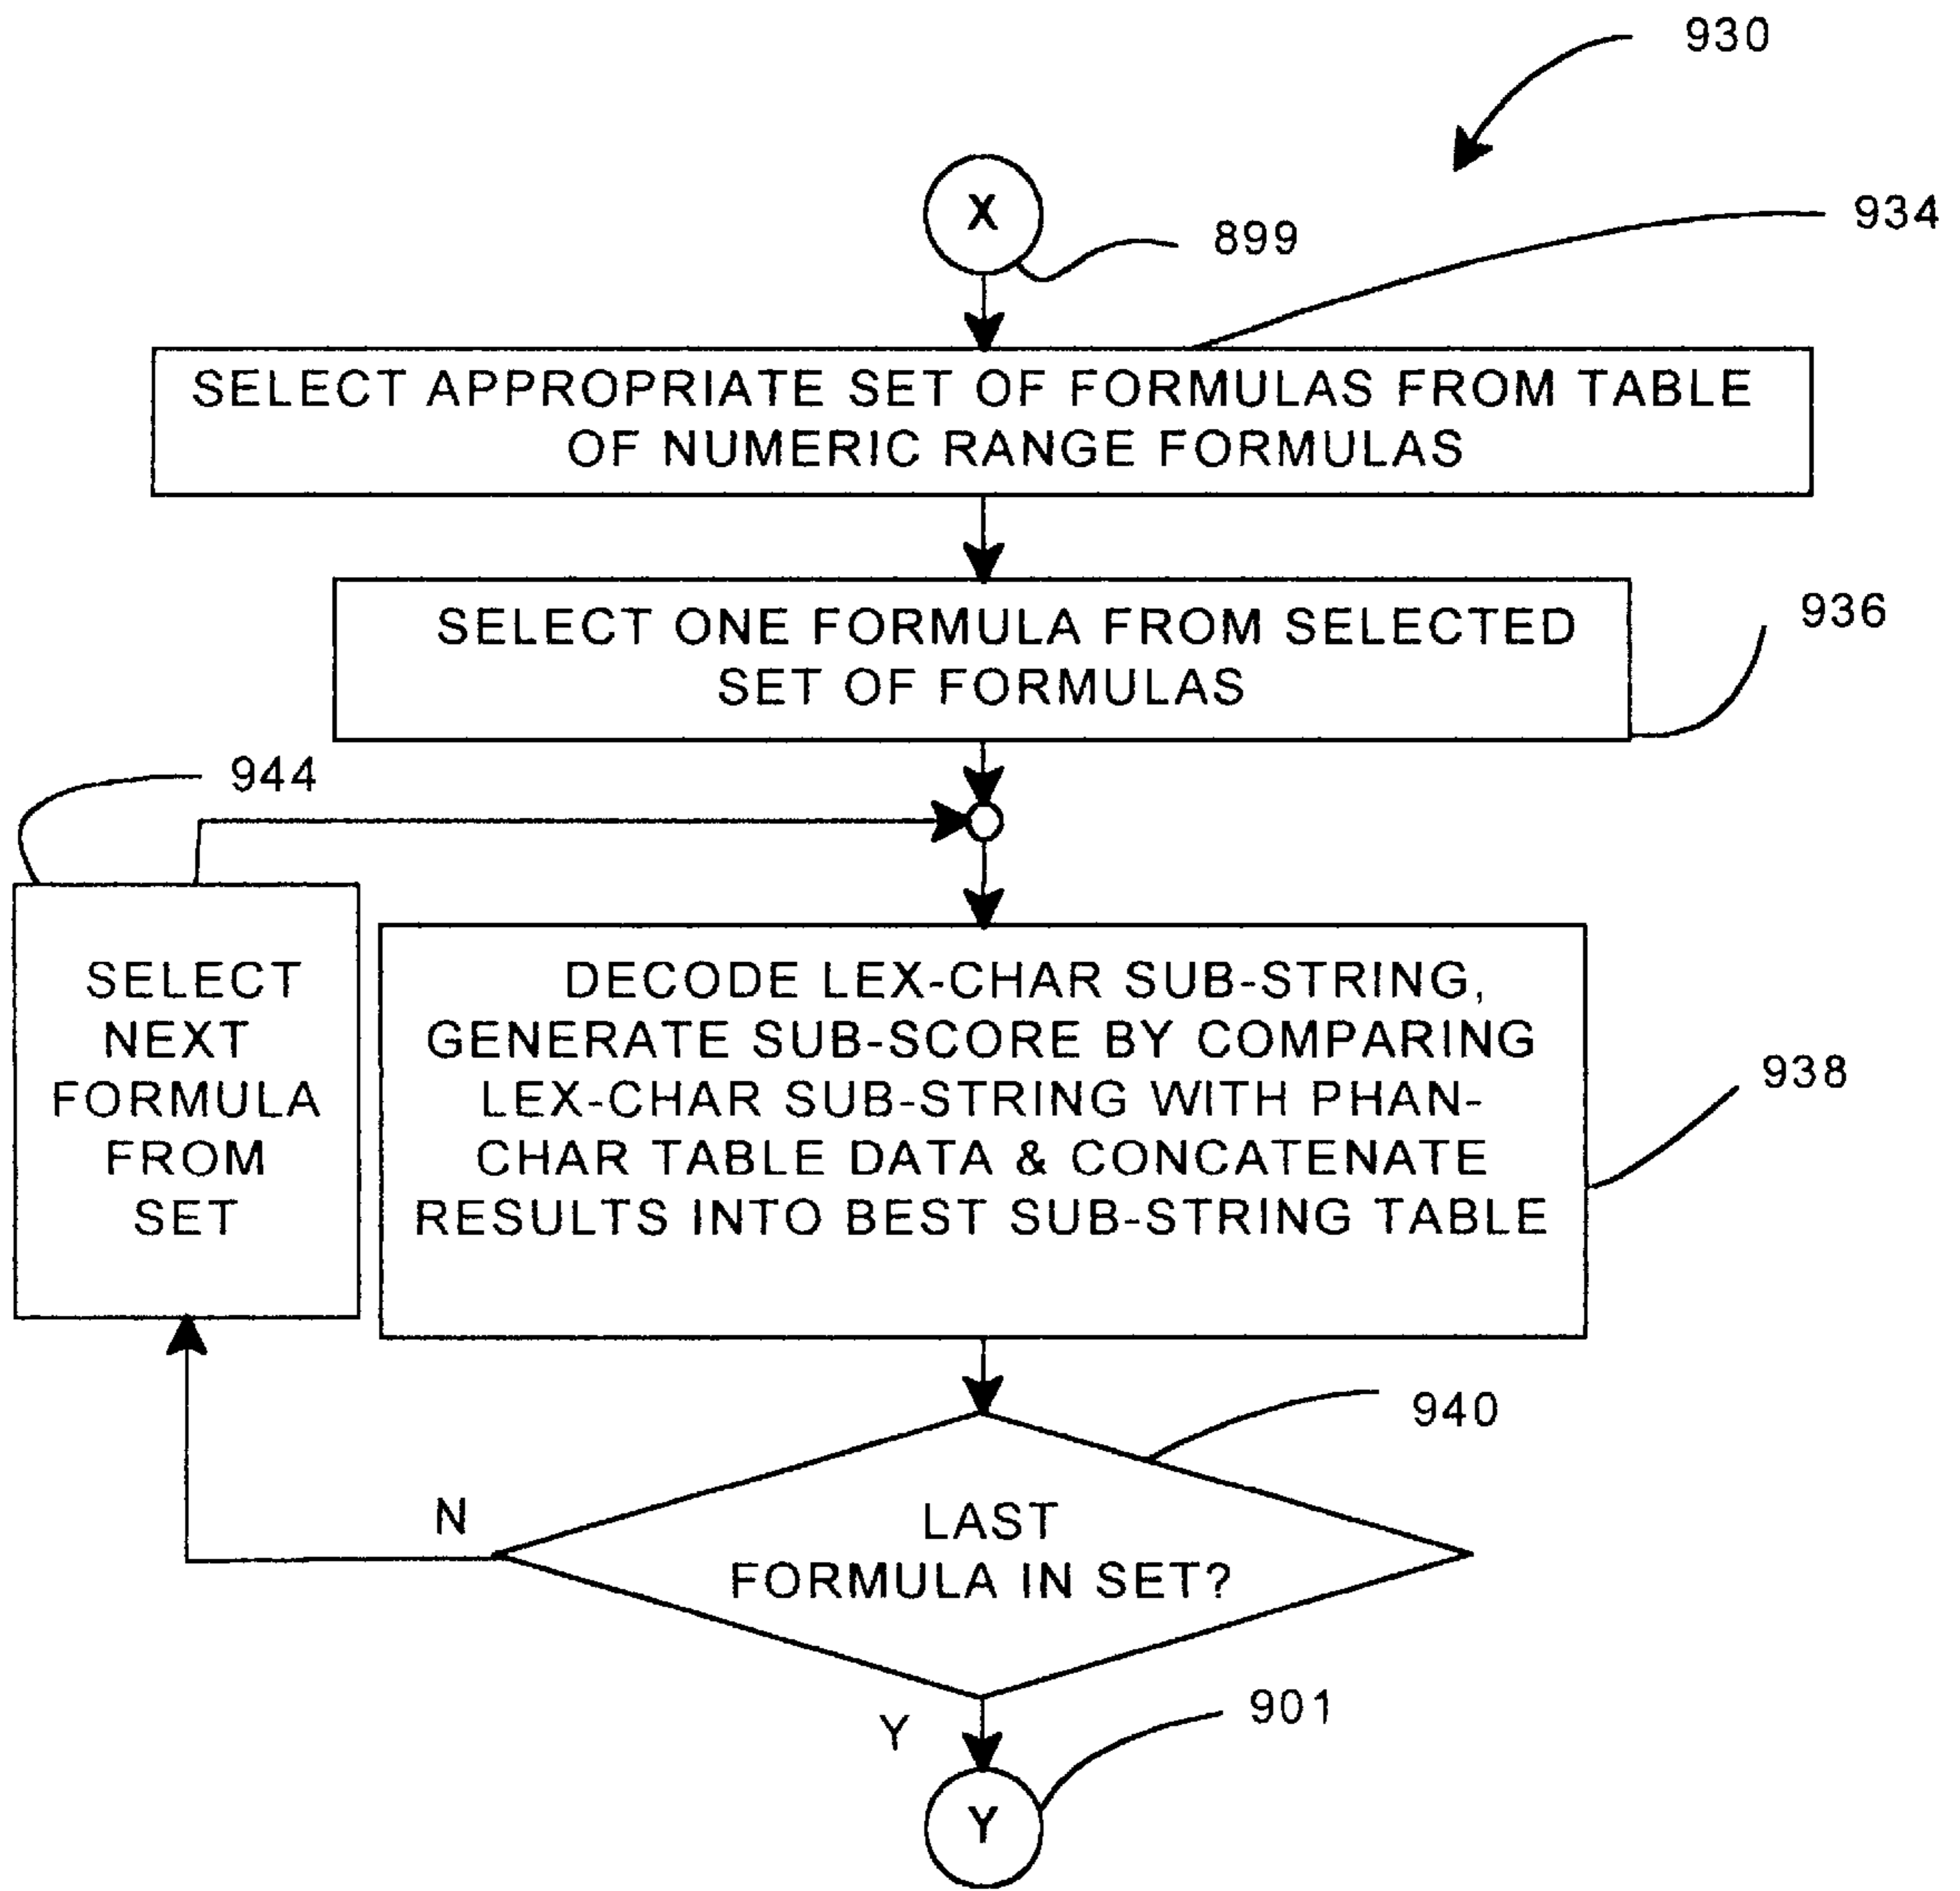 930
X
899
934
SELECT APPROPRIATE SET OF FORMULAS FROM TABLE
OF NUMERIC RANGE FORMULAS
SELECT ONE FORMULA FROM SELECTED
SET OF FORMULAS
936
944
SELECT
NEXT
FORMULA
FROM
SET
DECODE LEX-CHAR SUB-STRING,
GENERATE SUB-SCORE BY COMPARING
LEX-CHAR SUB-STRING WITH PHAN-
CHAR TABLE DATA & CONCATENATE
RESULTS INTO BEST SUB-STRING TABLE
938
940
N
LAST
FORMULA IN SET?
Y
901
Y